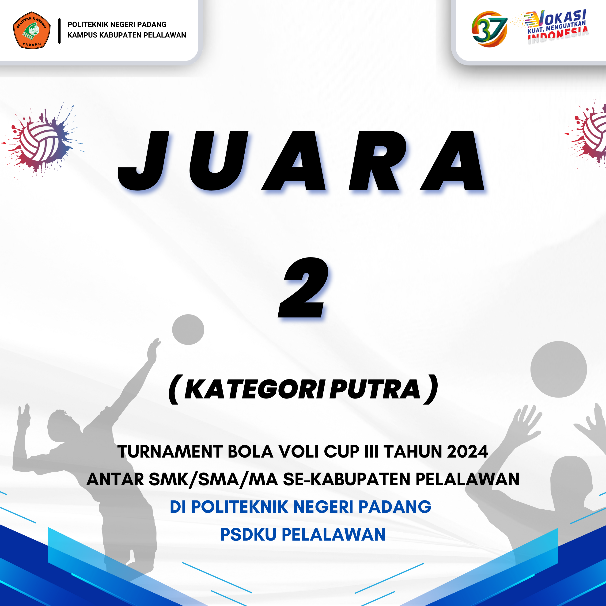 POLITEKNIK NEGERI PADANG
KAMPUS KABUPATEN PELALAWAN
37
VOKASI
KUAT, MENGUATKAN
INDONESIA
JUARA
2
( KATEGORI PUTRA )
TURNAMENT BOLA VOLI CUP III TAHUN 2024
ANTAR SMK/SMA/MA SE-KABUPATEN PELALAWAN
DI POLITEKNIK NEGERI PADANG
PSDKU PELALAWAN